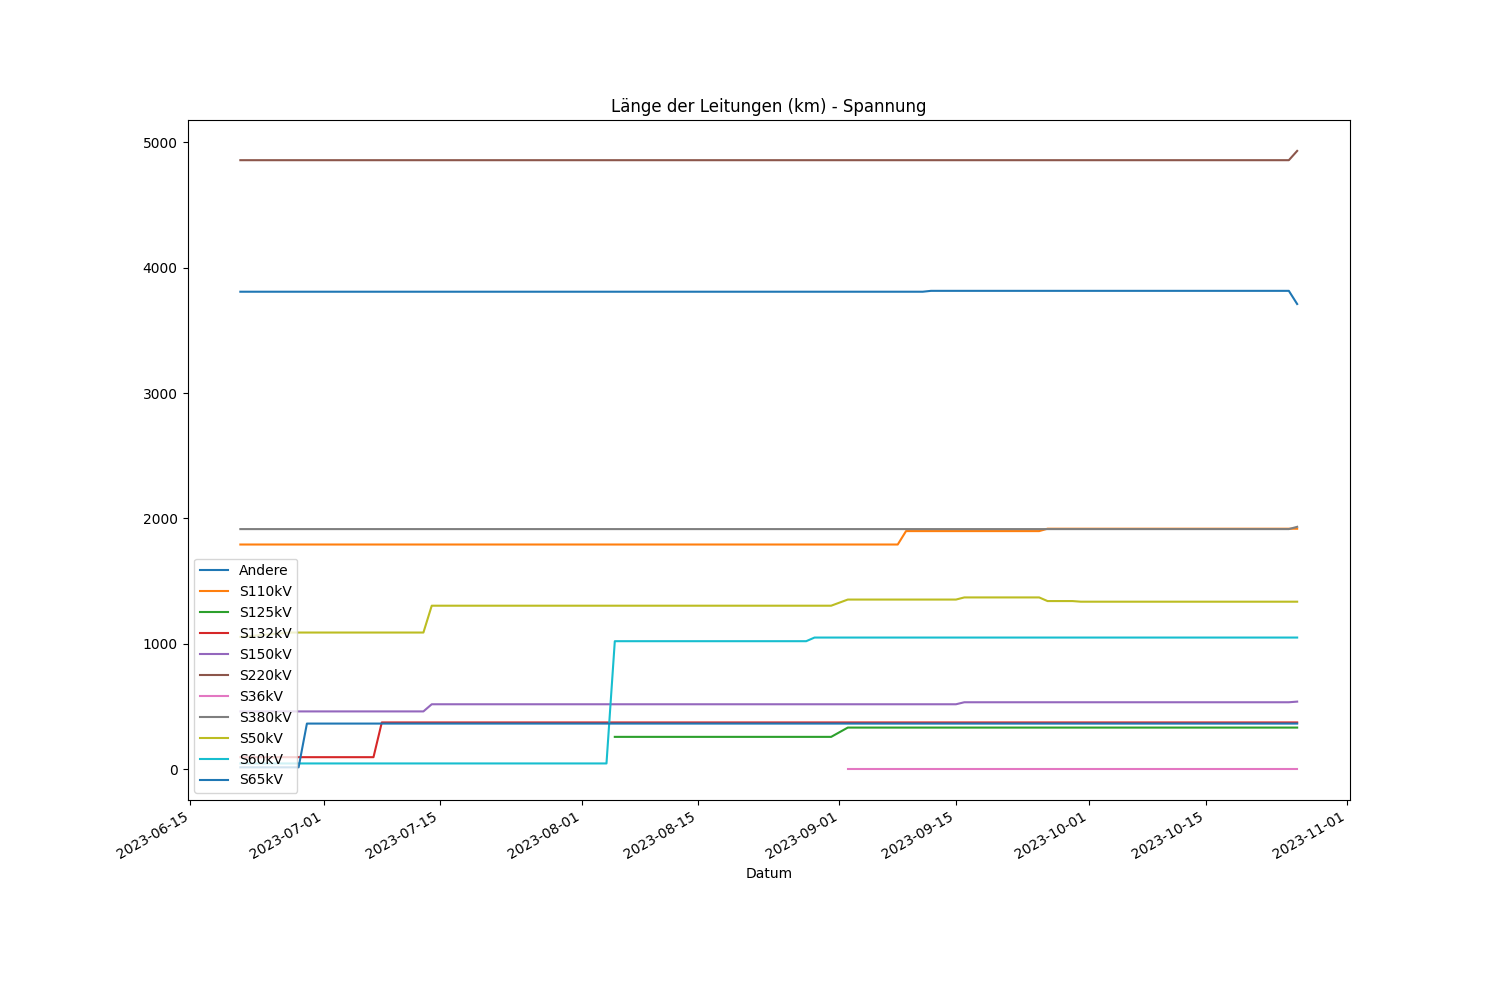 Länge der Leitungen (km) - Spannung
5000
4000
3000
2000
1000
0
Andere
S110kV
S125kV
S132kV
S150kV
S220kV
S36kV
S380kV
S50kV
S60kV
S65kV
2023-06-15
2023-07-01
2023-07-15
2023-08-01
2023-08-15
2023-09-01
2023-09-15
2023-10-01
2023-10-15
2023-11-01
Datum